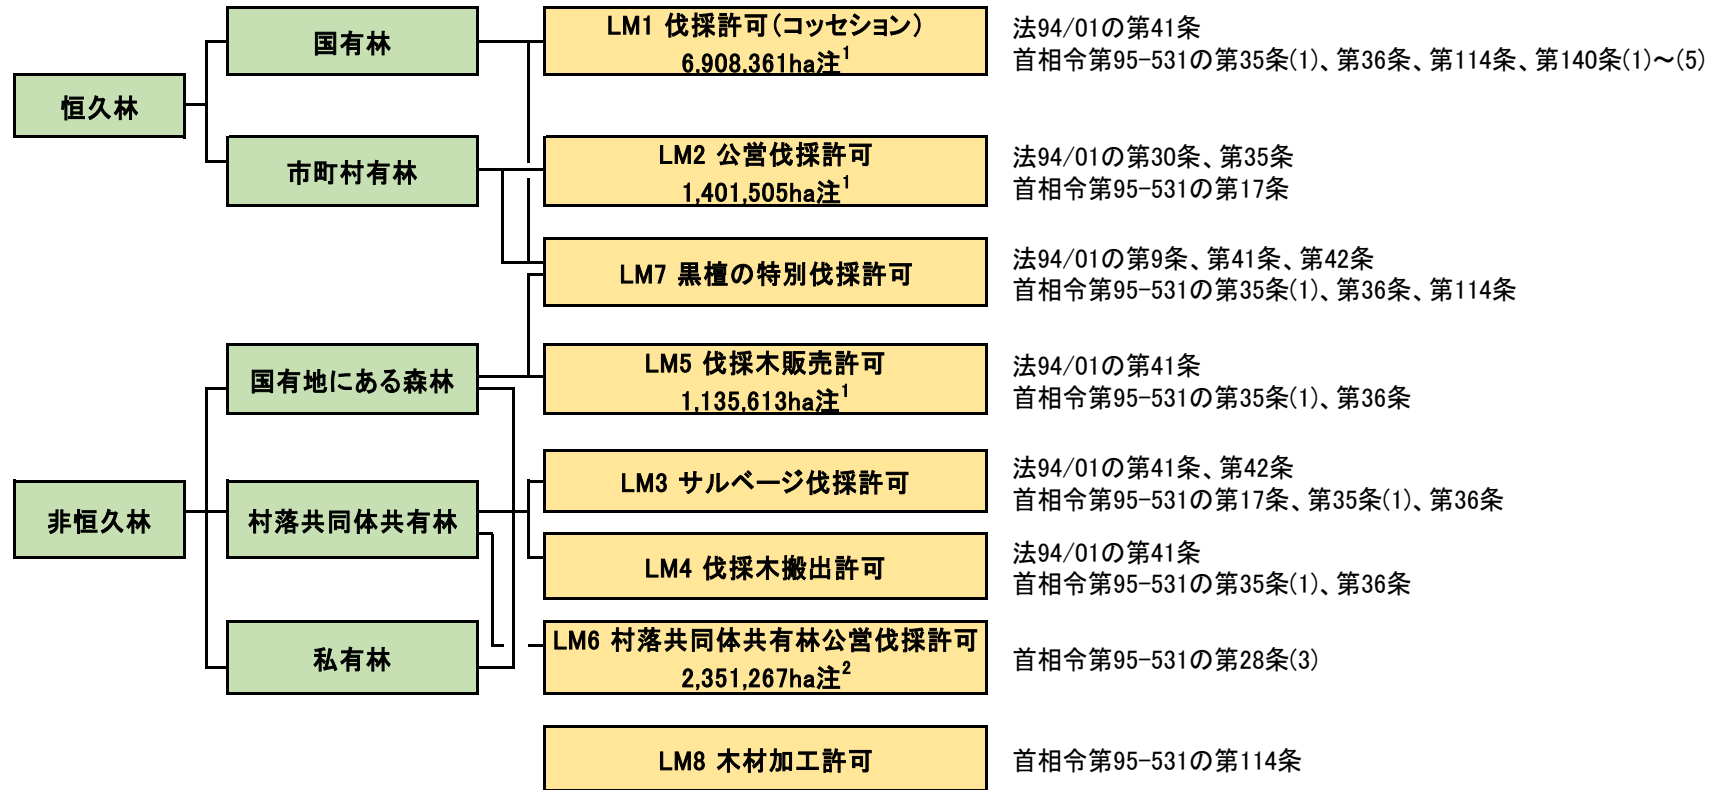 恒久林
国有林
市町村有林
非恒久林
国有地にある森林
村落共同体共有林
私有林
LM1 伐採許可(コッセション)
6,908,361ha注1
法94/01の第41条
首相令第95-531の第35条(1)、第36条、第114条、第140条(1)~(5)
LM2 公営伐採許可
1,401,505ha注1
法94/01の第30条、第35条
首相令第95-531の第17条
LM7 黒檀の特別伐採許可
法94/01の第9条、第41条、第42条
首相令第95-531の第35条(1)、第36条、第114条
LM5 伐採木販売許可
1,135,613ha注1
法94/01の第41条
首相令第95-531の第35条(1)、第36条
LM3 サルベージ伐採許可
法94/01の第41条、第42条
首相令第95-531の第17条、第35条(1)、第36条
LM4 伐採木搬出許可
法94/01の第41条
首相令第95-531の第35条(1)、第36条
LM6 村落共同体共有林公営伐採許可
2,351,267ha注2
首相令第95-531の第28条(3)
LM8 木材加工許可
首相令第95-531の第114条